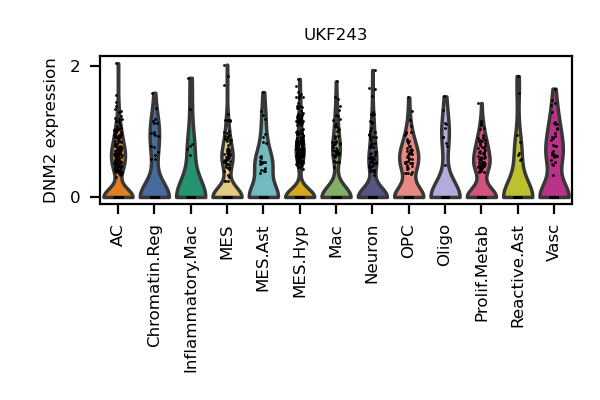 UKF243
DNM2 expression
2
0
AC
Chromatin.Reg
Inflammatory.Mac
MES
MES.Ast
MES.Hyp
Mac
Neuron
OPC
Oligo
Prolif.Metab
Reactive.Ast
Vasc